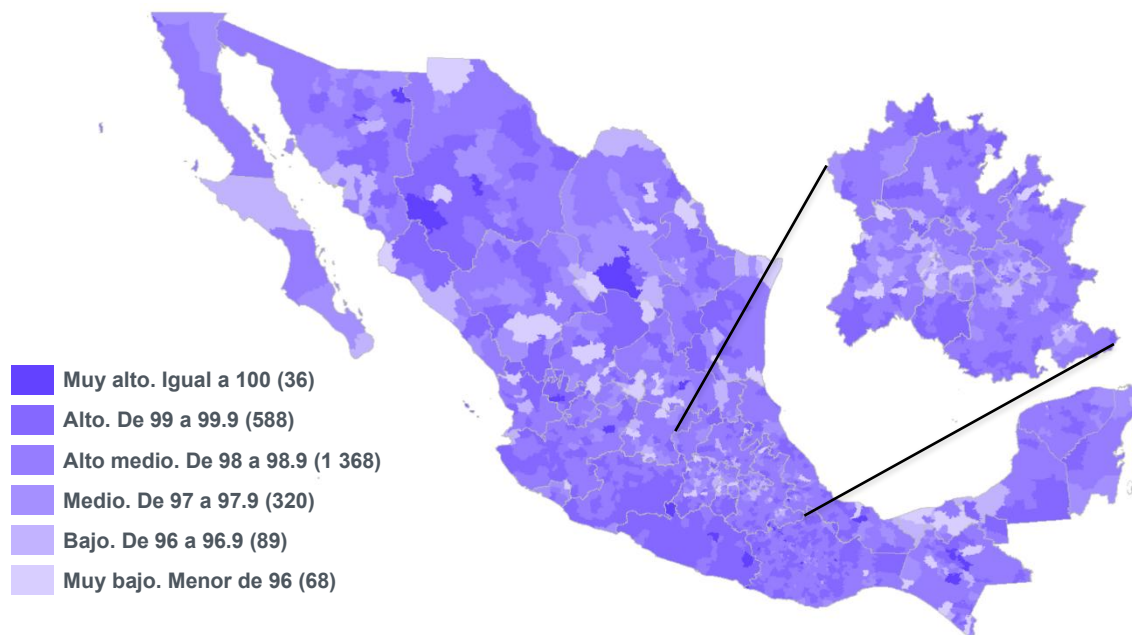 Muy alto. Igual a 100 (36)
Alto. De 99 a 99.9 (588)
Alto medio. De 98 a 98.9 (1 368)
Medio. De 97 a 97.9 (320)
Bajo. De 96 a 96.9 (89)
Muy bajo. Menor de 96 (68)